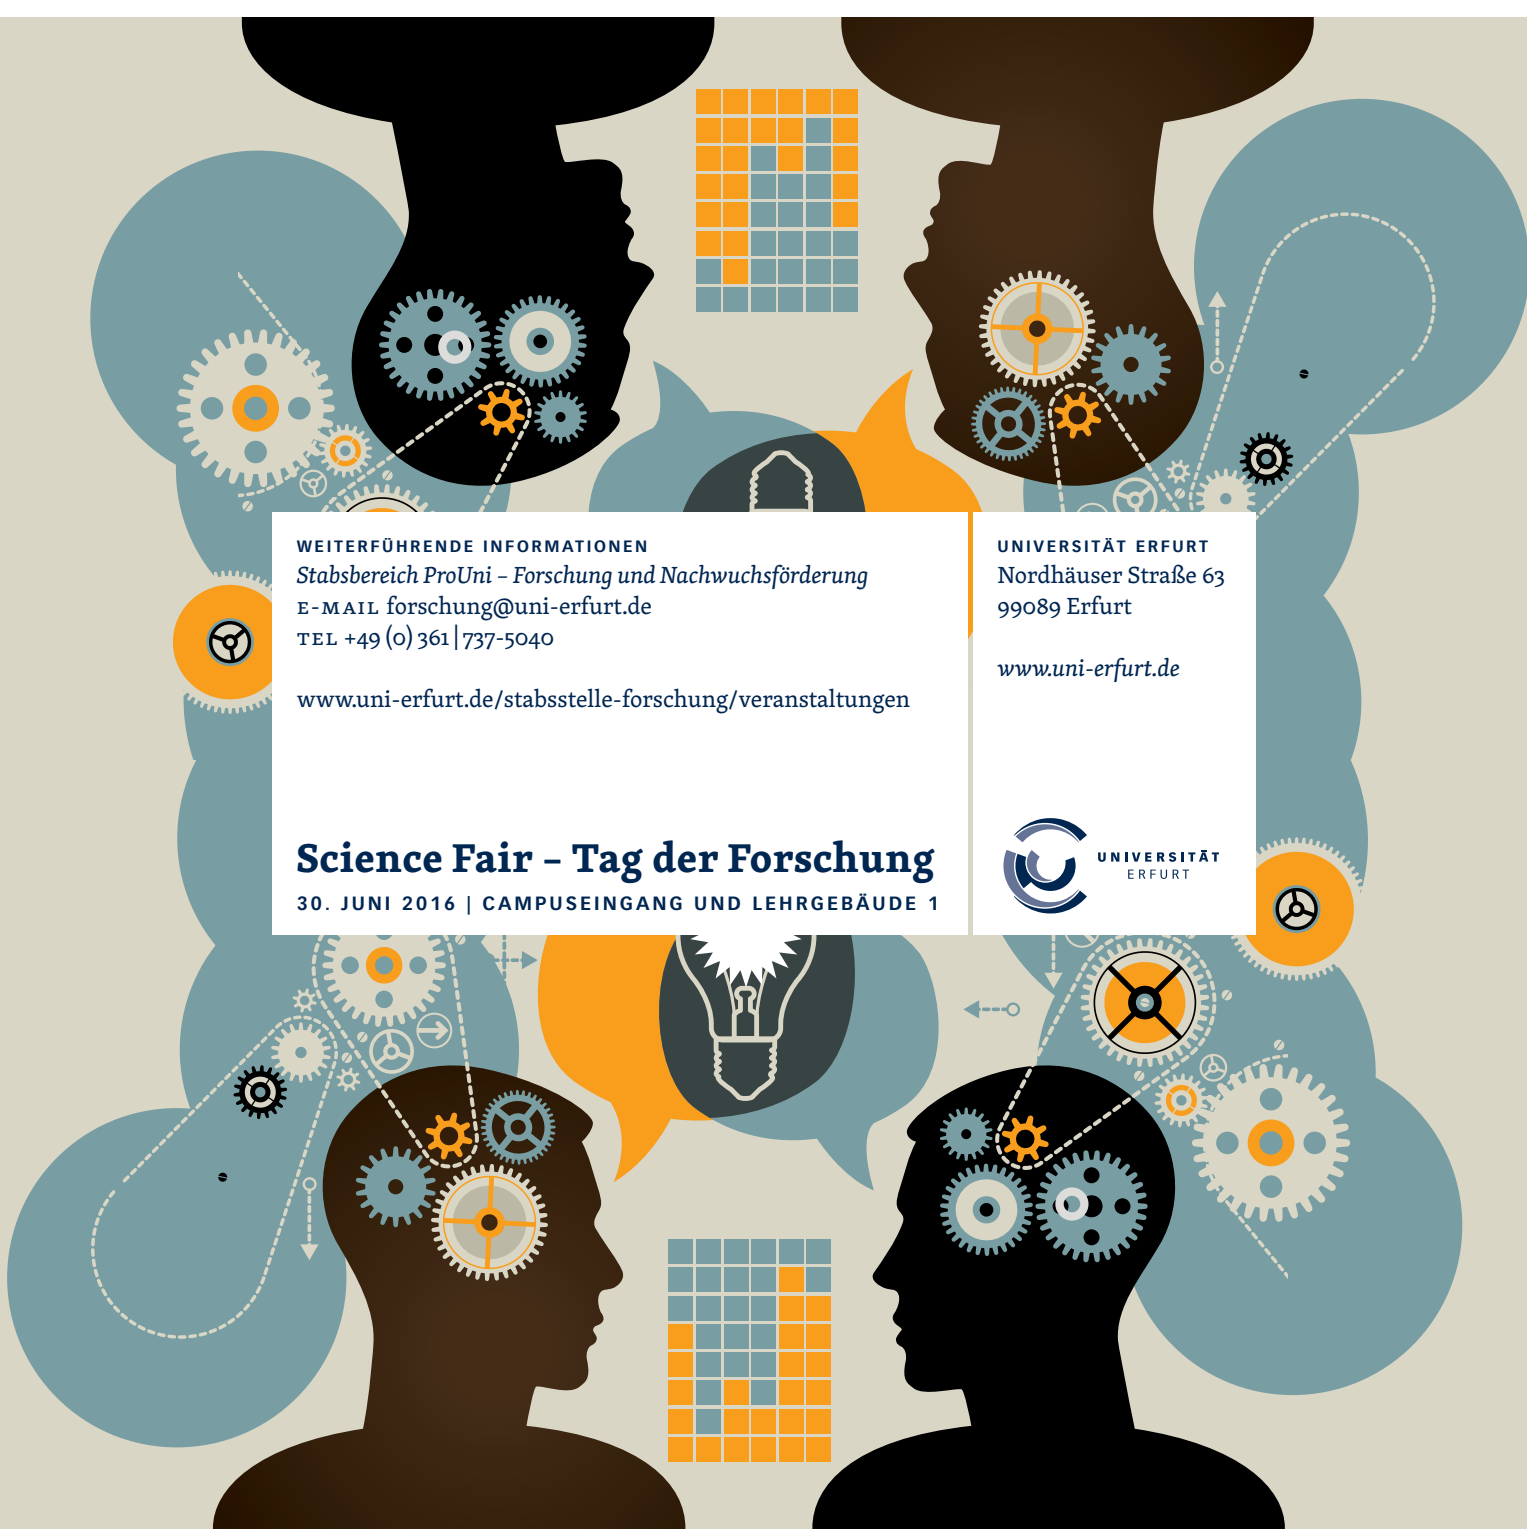 WEITERFÜHRENDE INFORMATIONEN
Stabsbereich ProUni – Forschung und Nachwuchsförderung
E-MAIL forschung@uni-erfurt.de
TEL +49 (0) 361 | 737-5040
www.uni-erfurt.de/stabsstelle-forschung/veranstaltungen
Science Fair – Tag der Forschung
30. JUNI 2016 | CAMPUSEINGANG UND LEHRGEBÄUDE 1
UNIVERSITÄT ERFURT
Nordhäuser Straße 63
99089 Erfurt
www.uni-erfurt.de
UNIVERSITÄT
ERFURT